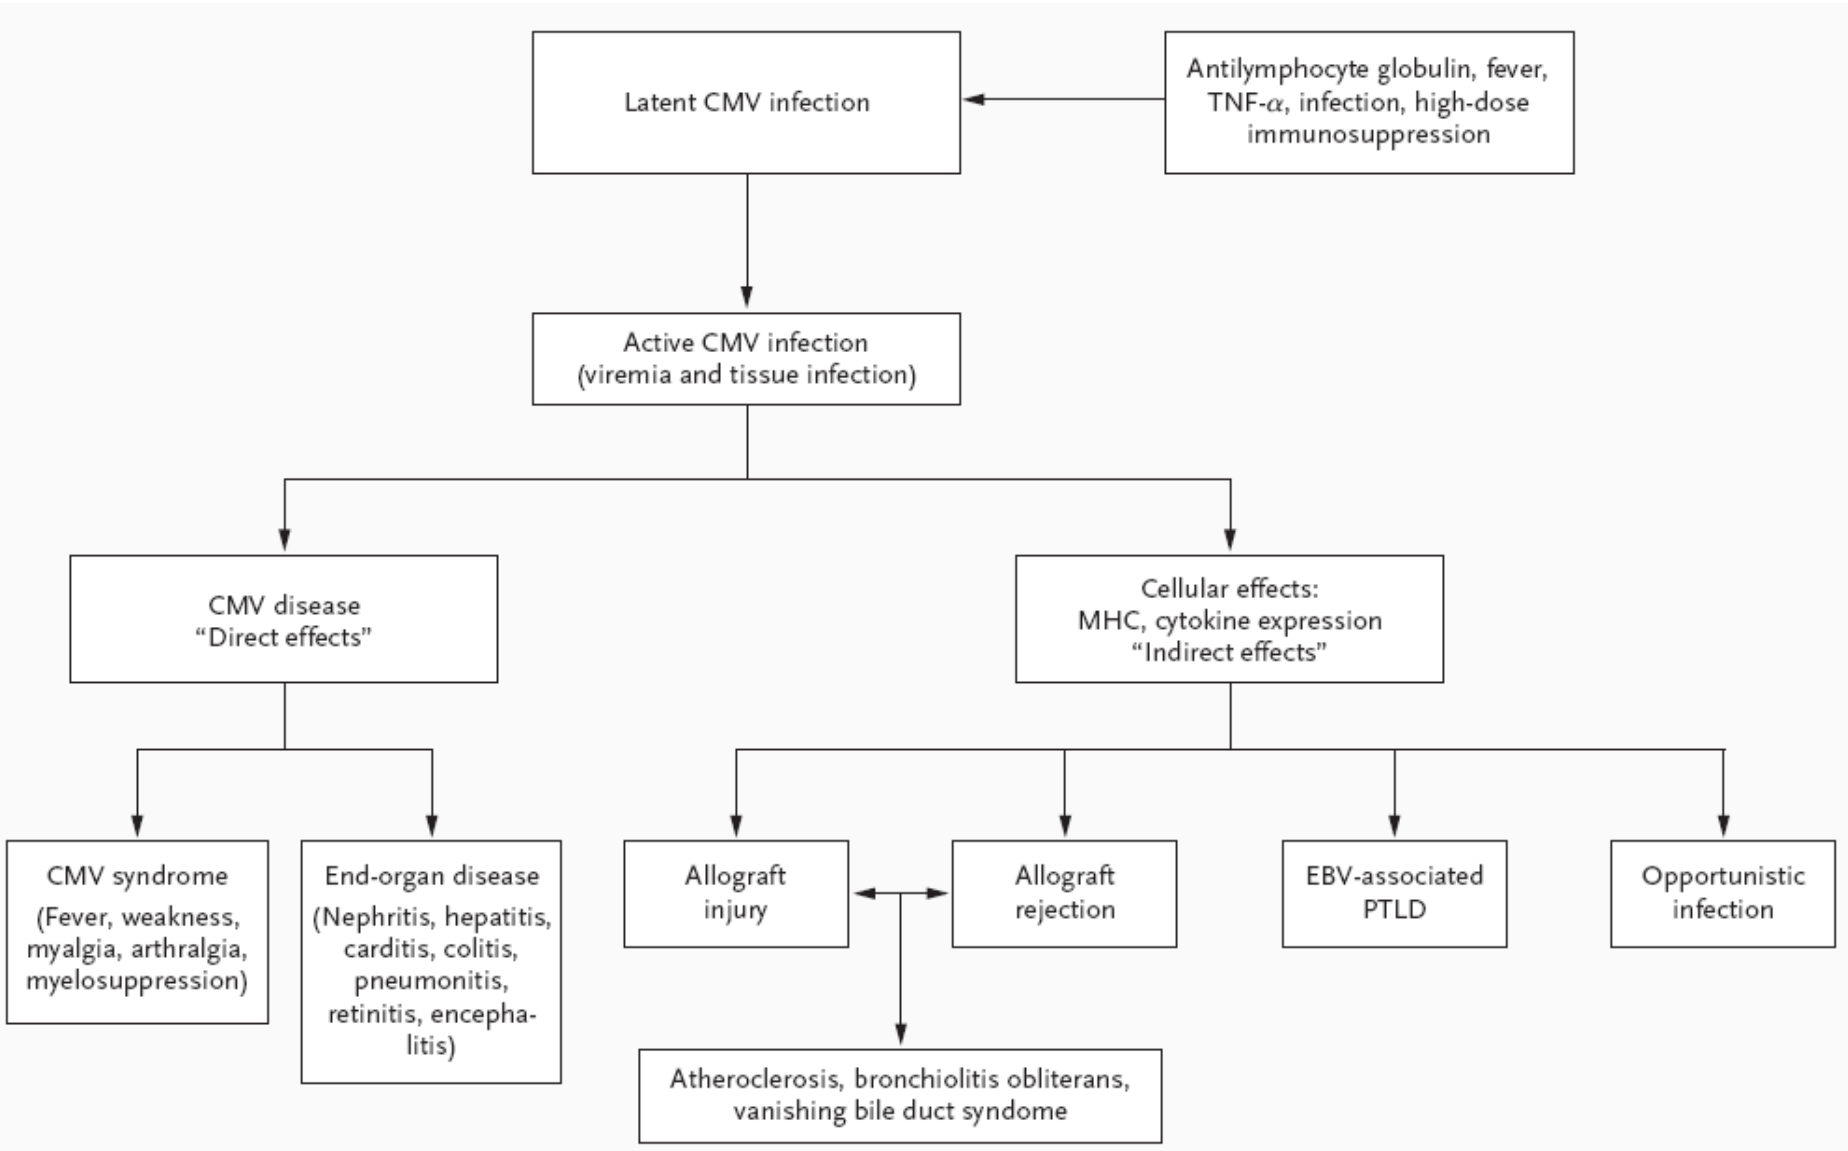 Latent CMV infection
Antilymphocyte globulin, fever,
TNF-α, infection, high-dose
immunosuppression
Active CMV infection
(viremia and tissue infection)
CMV disease
“Direct effects”
Cellular effects:
MHC, cytokine expression
“Indirect effects”
CMV syndrome
(Fever, weakness,
myalgia, arthralgia,
myelosuppression)
End-organ disease
(Nephritis, hepatitis,
carditis, colitis,
pneumonitis,
retinitis, encepha-
litis)
Allograft
injury
Allograft
rejection
EBV-associated
PTLD
Opportunistic
infection
Atheroclerosis, bronchiolitis obliterans,
vanishing bile duct syndome